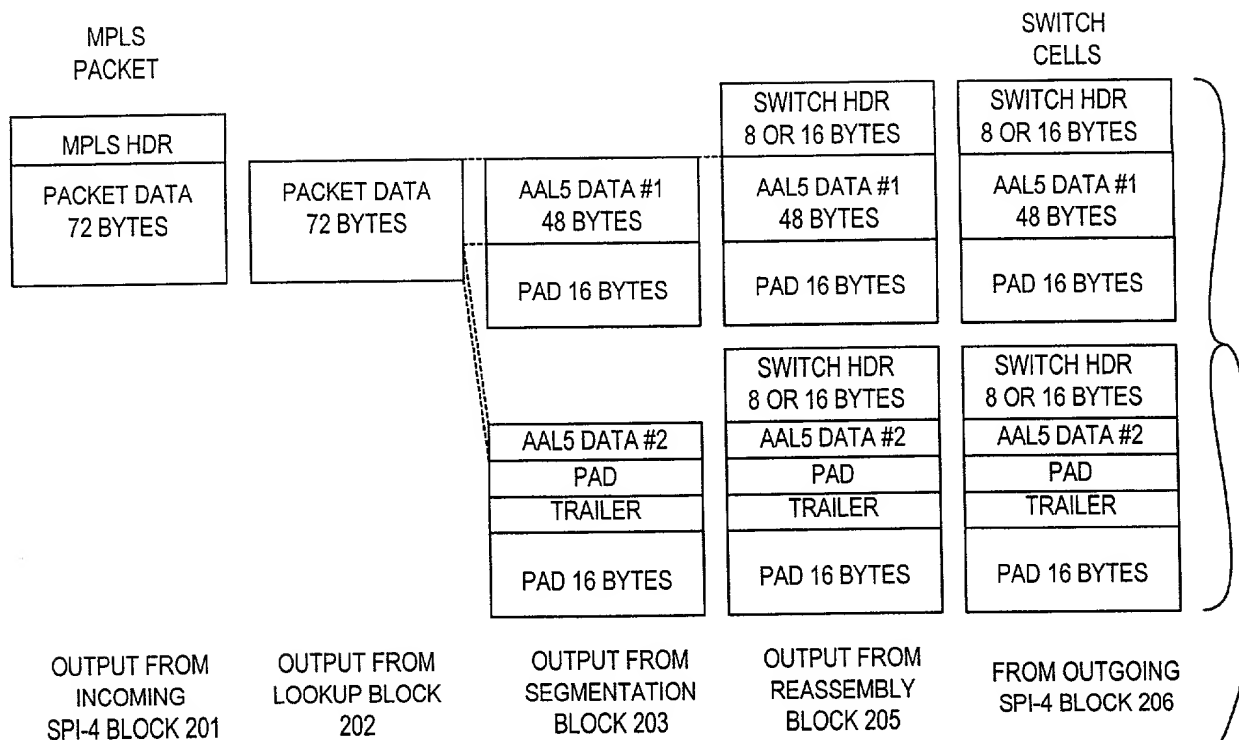 MPLS
PACKET
MPLS HDR
PACKET DATA
72 BYTES
OUTPUT FROM
INCOMING
SPI-4 BLOCK 201
PACKET DATA
72 BYTES
OUTPUT FROM
LOOKUP BLOCK
202
AAL5 DATA #1
48 BYTES
PAD 16 BYTES
AAL5 DATA #2
PAD
TRAILER
PAD 16 BYTES
OUTPUT FROM
SEGMENTATION
BLOCK 203
SWITCH HDR
8 OR 16 BYTES
AAL5 DATA #1
48 BYTES
PAD 16 BYTES
SWITCH HDR
8 OR 16 BYTES
AAL5 DATA #2
PAD
TRAILER
PAD 16 BYTES
OUTPUT FROM
REASSEMBLY
BLOCK 205
SWITCH
CELLS
SWITCH HDR
8 OR 16 BYTES
AAL5 DATA #1
48 BYTES
PAD 16 BYTES
SWITCH HDR
8 OR 16 BYTES
AAL5 DATA #2
PAD
TRAILER
PAD 16 BYTES
FROM OUTGOING
SPI-4 BLOCK 206